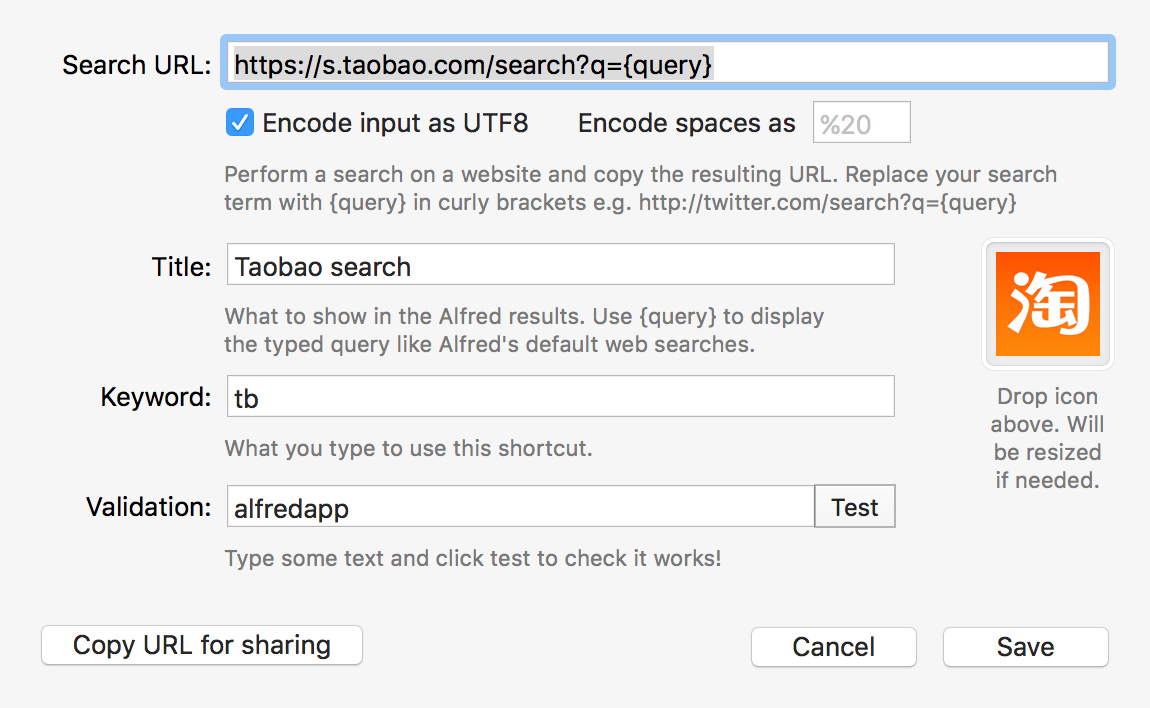 Search URL: https://s.taobao.com/search?q={query}
Encode input as UTF8 Encode spaces as %20
Perform a search on a website and copy the resulting URL. Replace your search
term with {query} in curly brackets e.g. http://twitter.com/search?q={query}
Title: Taobao search
What to show in the Alfred results. Use {query} to display
the typed query like Alfred's default web searches.
淘
Keyword: tb
What you type to use this shortcut.
Drop icon
above. Will
be resized
if needed.
Validation: alfredapp Test
Type some text and click test to check it works!
Copy URL for sharing Cancel Save